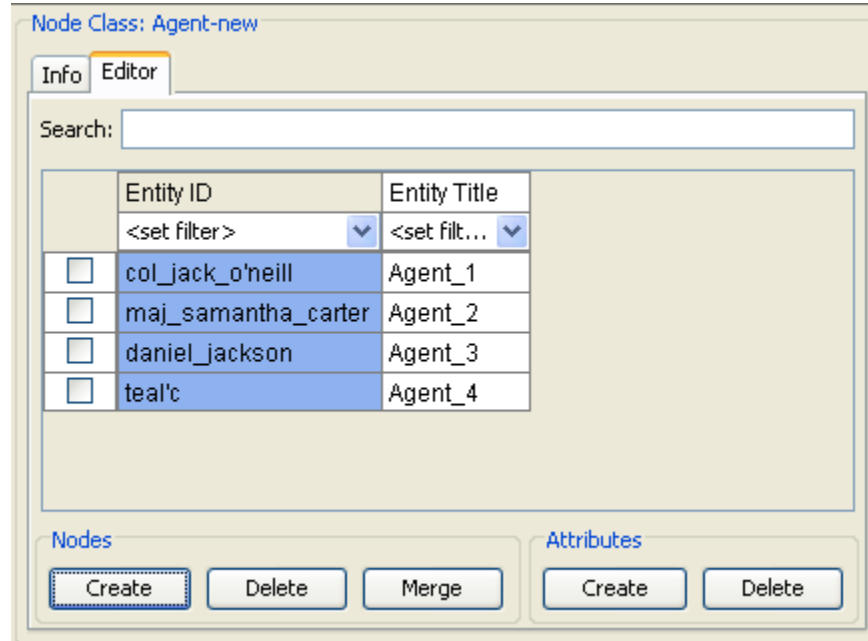 Node Class: Agent-new
Info Editor
Search:
Entity ID Entity Title
<set filter> <set filt...
col_jack_o'neill Agent_1
maj_samantha_carter Agent_2
daniel_jackson Agent_3
teal'c Agent_4
Nodes Attributes
Create Delete Merge Create Delete